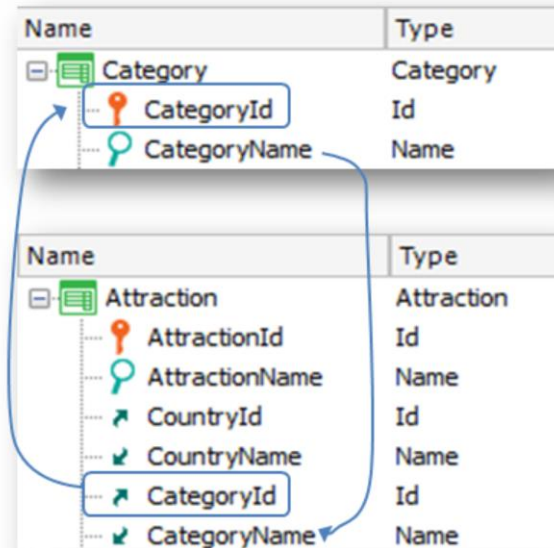 Name Type
Category Category
CategoryId Id
CategoryName Name
Name Type
Attraction Attraction
AttractionId Id
AttractionName Name
CountryId Id
CountryName Name
CategoryId Id
CategoryName Name